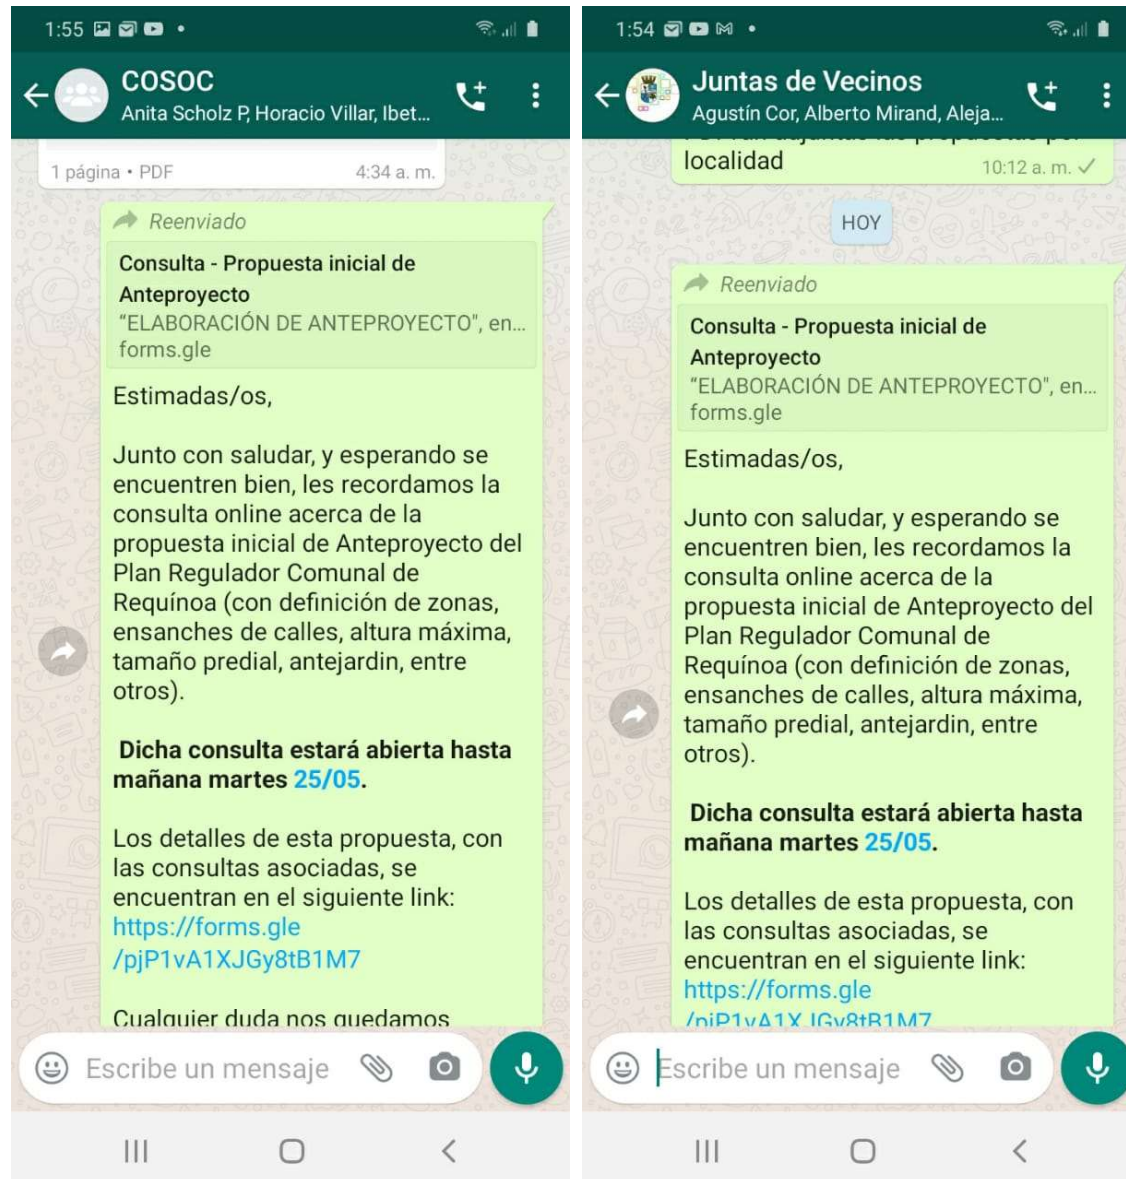 1:55
COSOC
Anita Scholz P, Horacio Villar, Ibet...
1 página • PDF
4:34 a. m.
Reenviado
Consulta - Propuesta inicial de
Anteproyecto
“ELABORACIÓN DE ANTEPROYECTO", en...
forms.gle
Estimadas/os,
Junto con saludar, y esperando se
encuentren bien, les recordamos la
consulta online acerca de la
propuesta inicial de Anteproyecto del
Plan Regulador Comunal de
Requínoa (con definición de zonas,
ensanches de calles, altura máxima,
tamaño predial, antejardin, entre
otros).
Dicha consulta estará abierta hasta
mañana martes 25/05.
Los detalles de esta propuesta, con
las consultas asociadas, se
encuentran en el siguiente link:
https://forms.gle
/pjP1vA1XJGy8tB1M7
Cualquier duda nos quedamos
Escribe un mensaje
1:54
Juntas de Vecinos
Agustín Cor, Alberto Mirand, Aleja...
localidad
10:12 a. m.
HOY
Reenviado
Consulta - Propuesta inicial de
Anteproyecto
“ELABORACIÓN DE ANTEPROYECTO", en...
forms.gle
Estimadas/os,
Junto con saludar, y esperando se
encuentren bien, les recordamos la
consulta online acerca de la
propuesta inicial de Anteproyecto del
Plan Regulador Comunal de
Requínoa (con definición de zonas,
ensanches de calles, altura máxima,
tamaño predial, antejardin, entre
otros).
Dicha consulta estará abierta hasta
mañana martes 25/05.
Los detalles de esta propuesta, con
las consultas asociadas, se
encuentran en el siguiente link:
https://forms.gle
/pjP1vA1XJGy8tB1M7
Escribe un mensaje